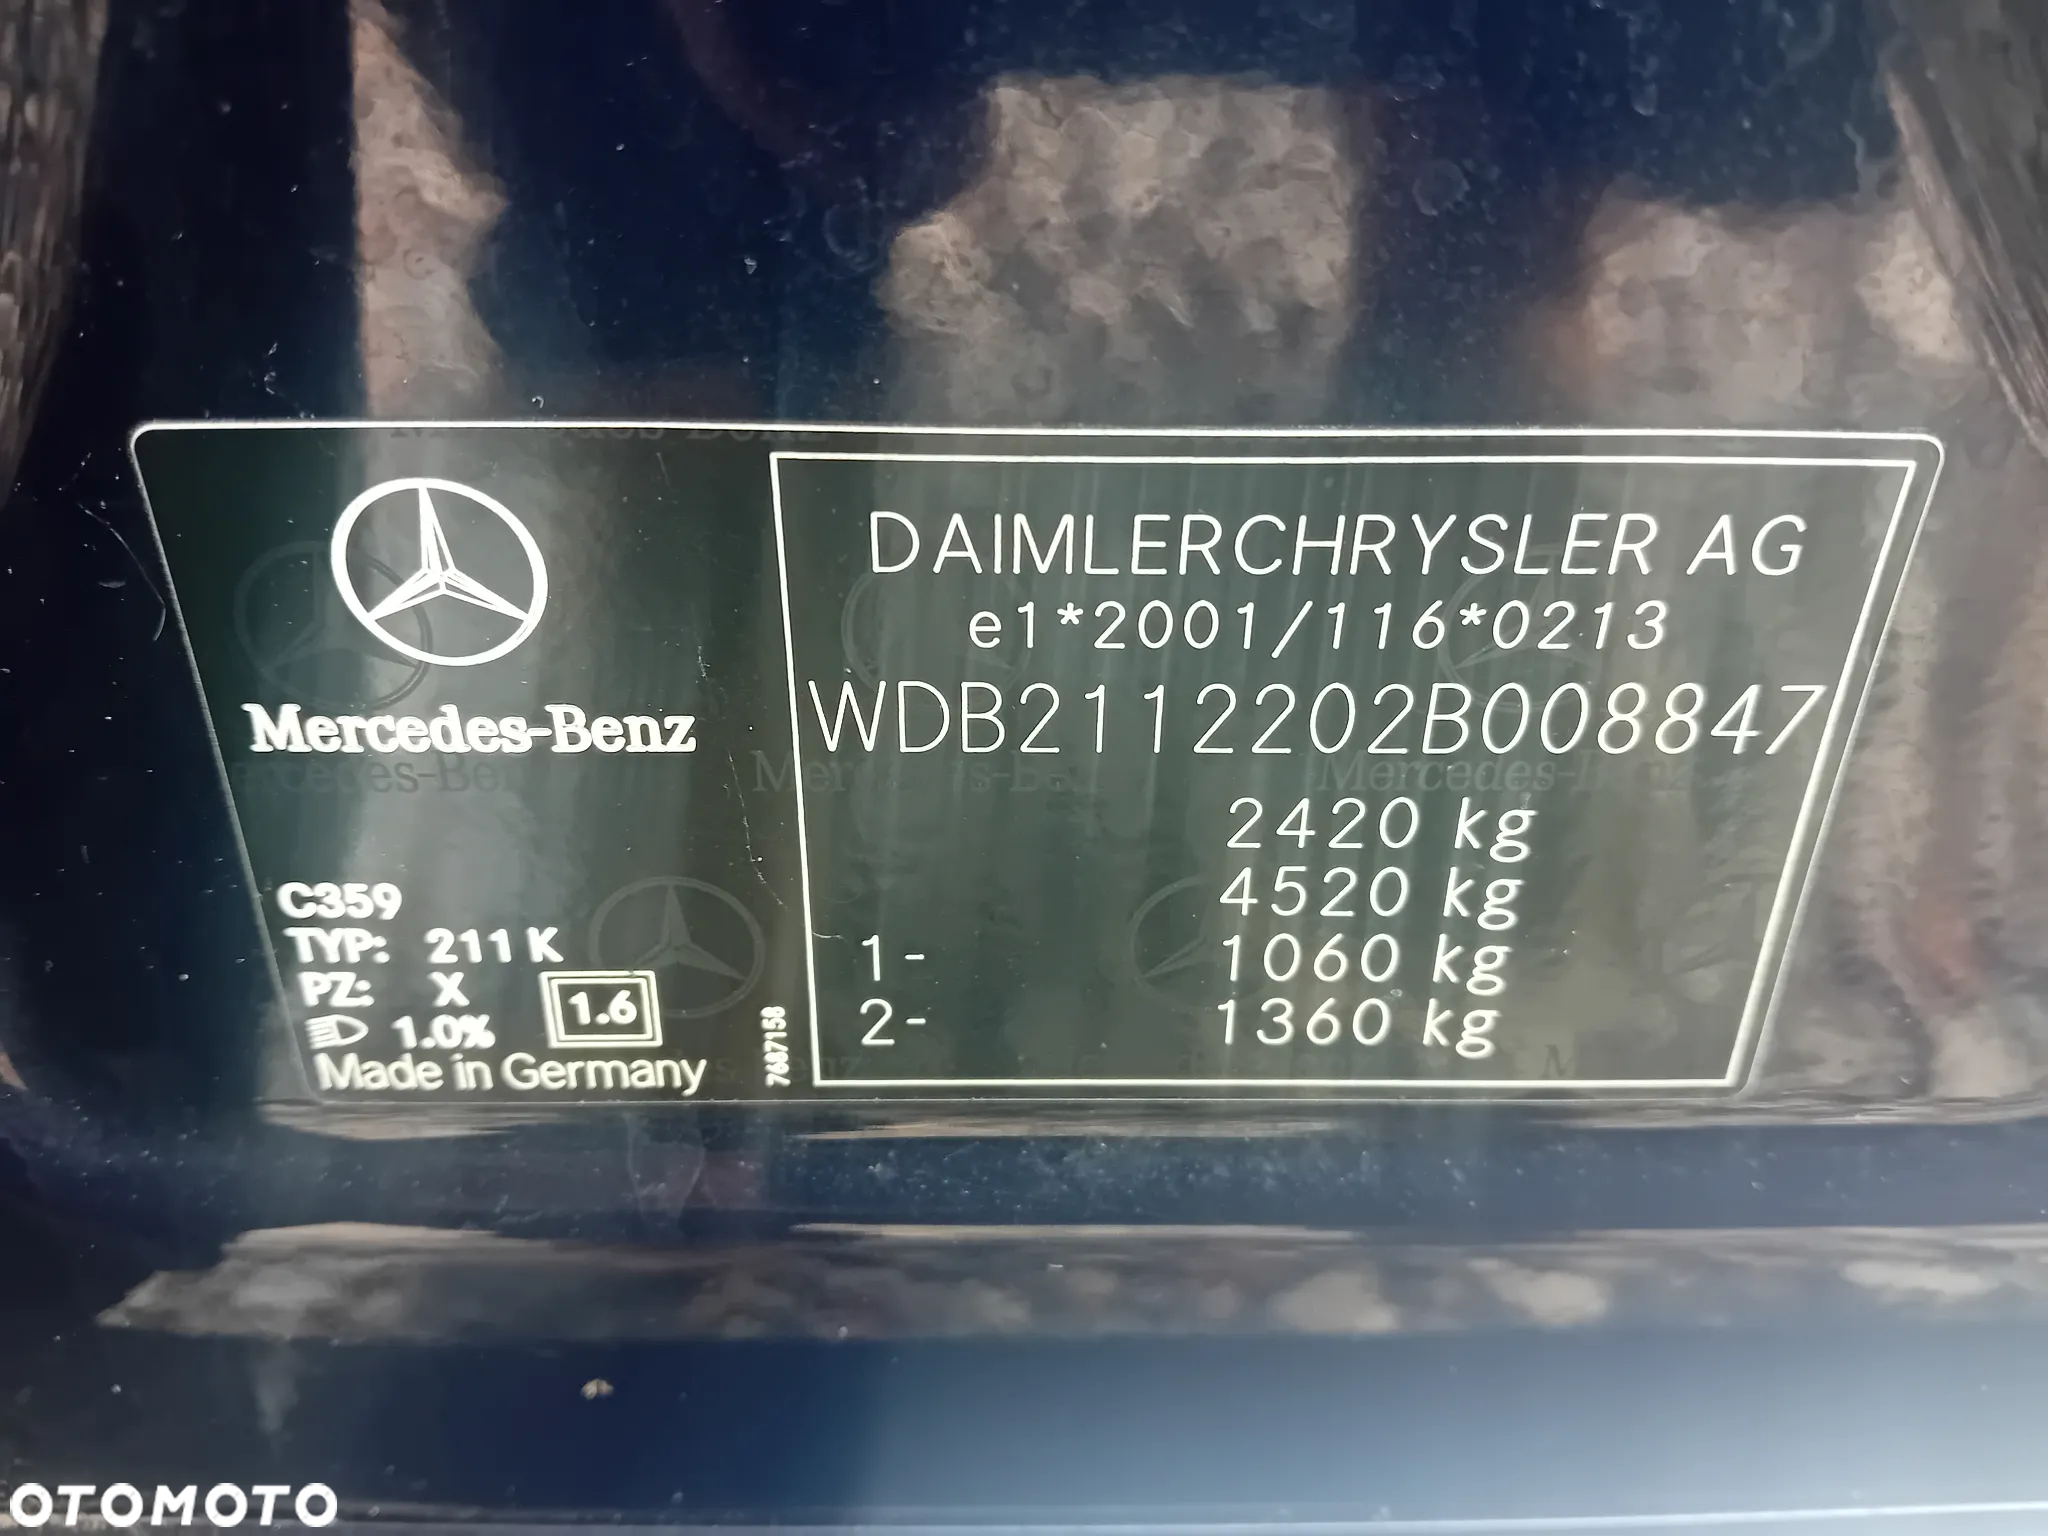 Mercedes-Benz
C359
TYP: 211 K
PZ: X
1.0% 1.6
Made in Germany
7687158
DAIMLERCHRYSLER AG
e1*2001/116*0213
WDB2112202B008847
2420 kg
4520 kg
1- 1060 kg
2- 1360 kg
OTOMOTO